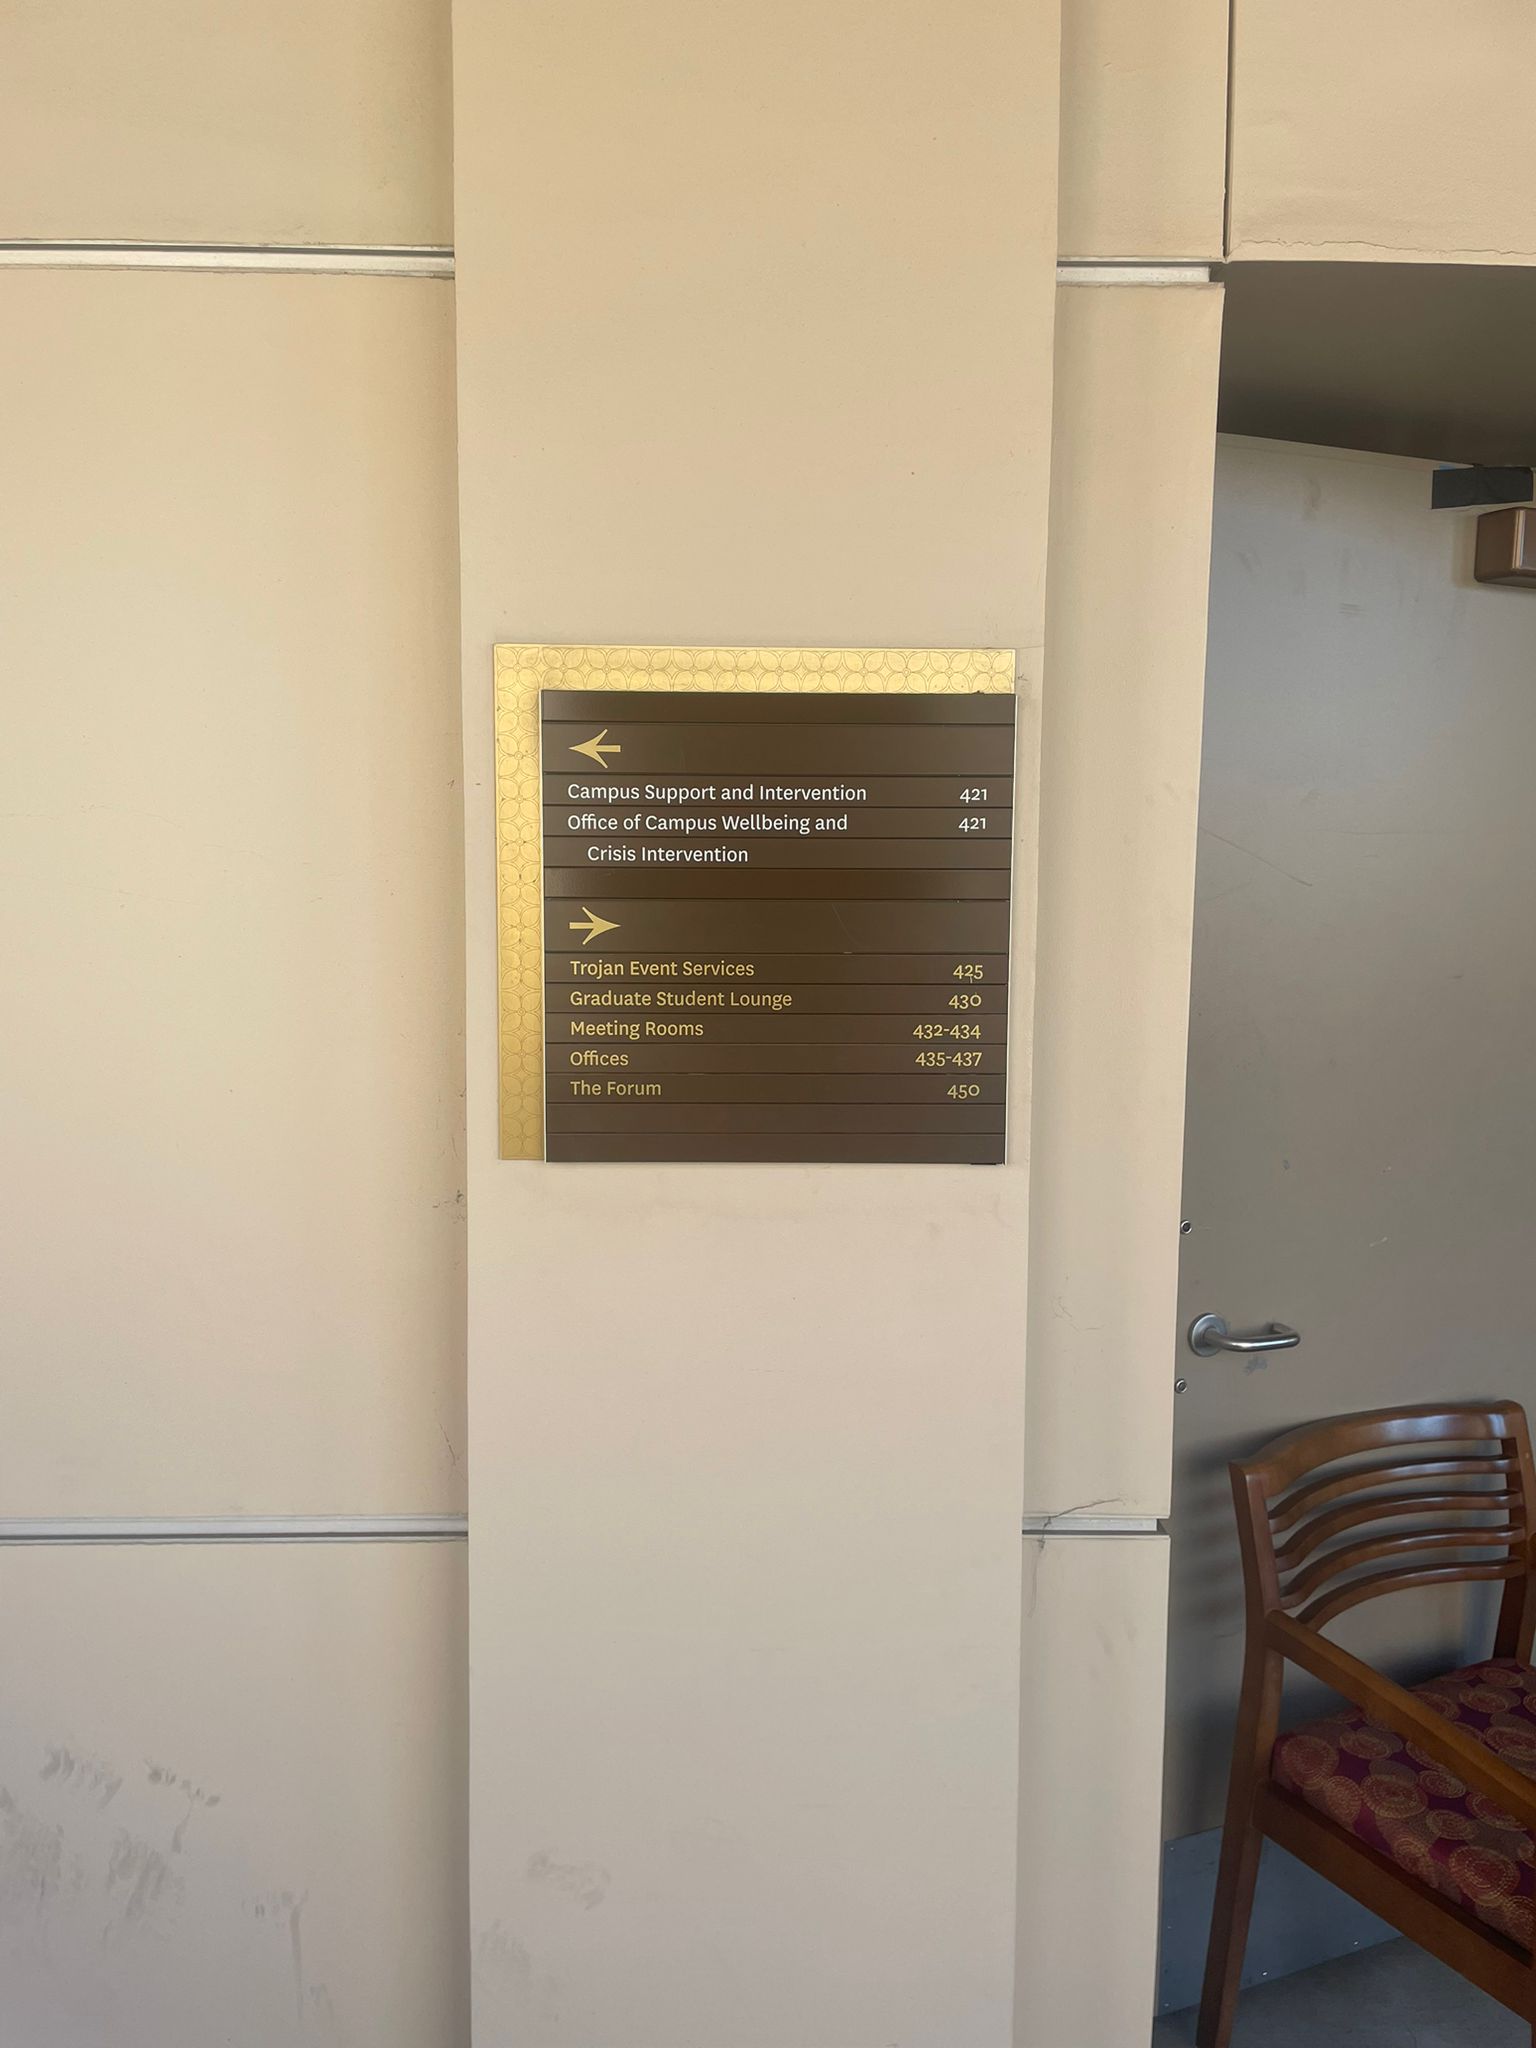 Campus Support and Intervention 421
Office of Campus Wellbeing and 421
Crisis Intervention
Trojan Event Services 425
Graduate Student Lounge 430
Meeting Rooms 432-434
Offices 435-437
The Forum 450